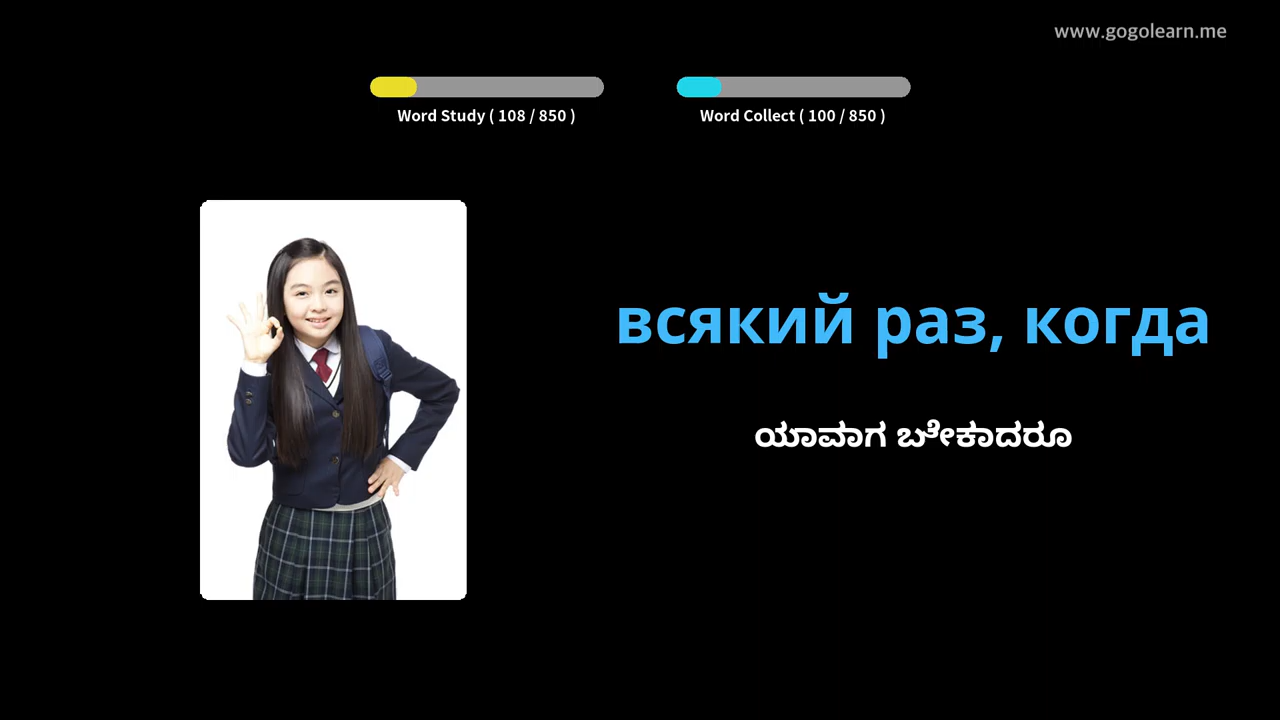 www.gogolearn.me
Word Study ( 108 / 850 )
Word Collect ( 100 / 850 )
всякий раз, когда
ಯಾವಾಗ ಬೇಕಾದರೂ